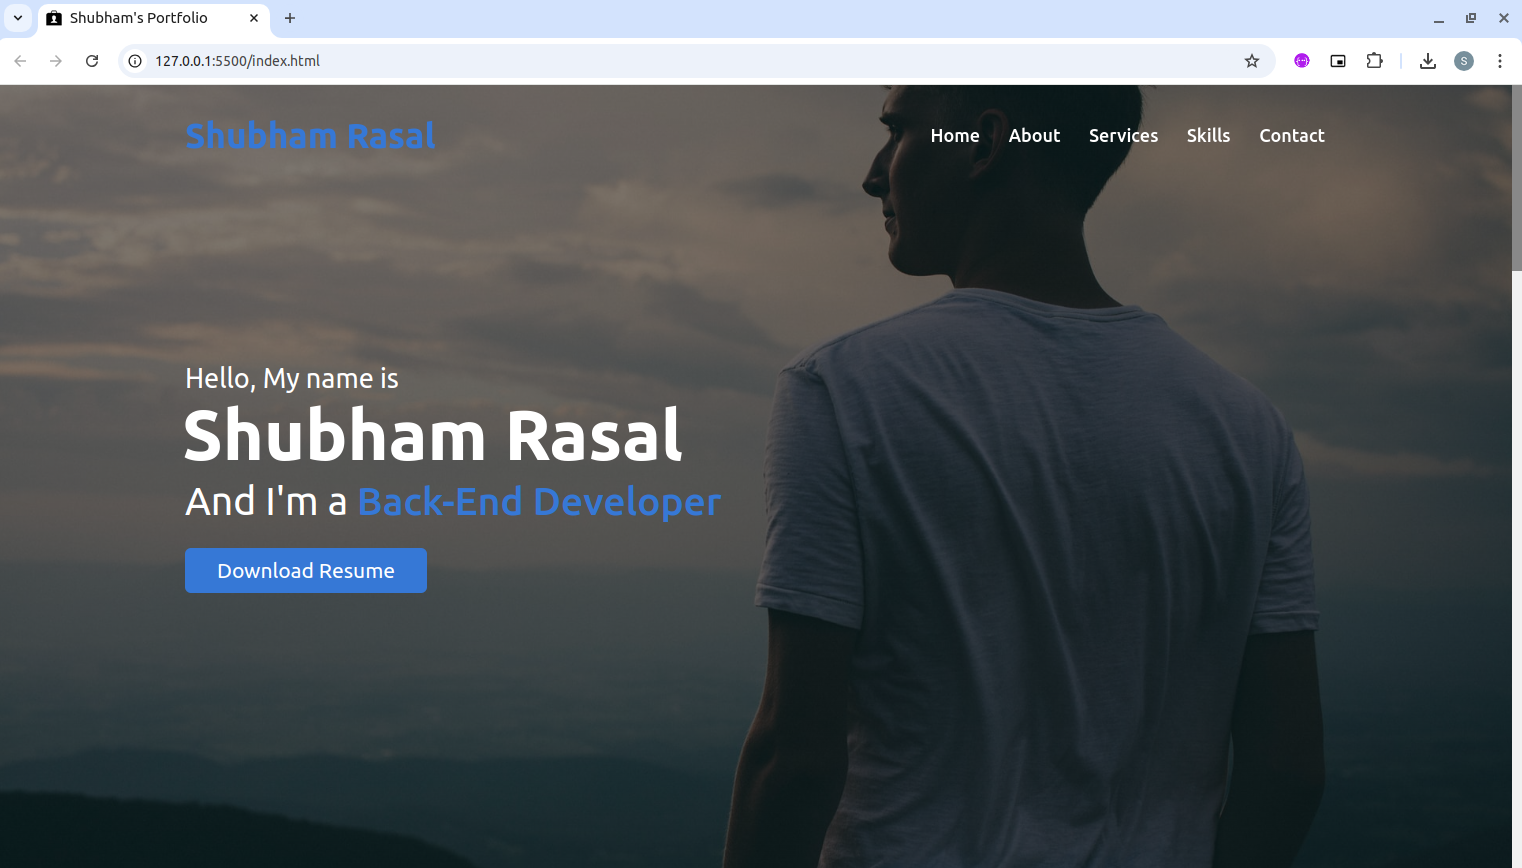 Shubham's Portfolio
127.0.0.1:5500/index.html
S
Shubham Rasal
Home About Services Skills Contact
Hello, My name is
Shubham Rasal
And I'm a Back-End Developer
Download Resume